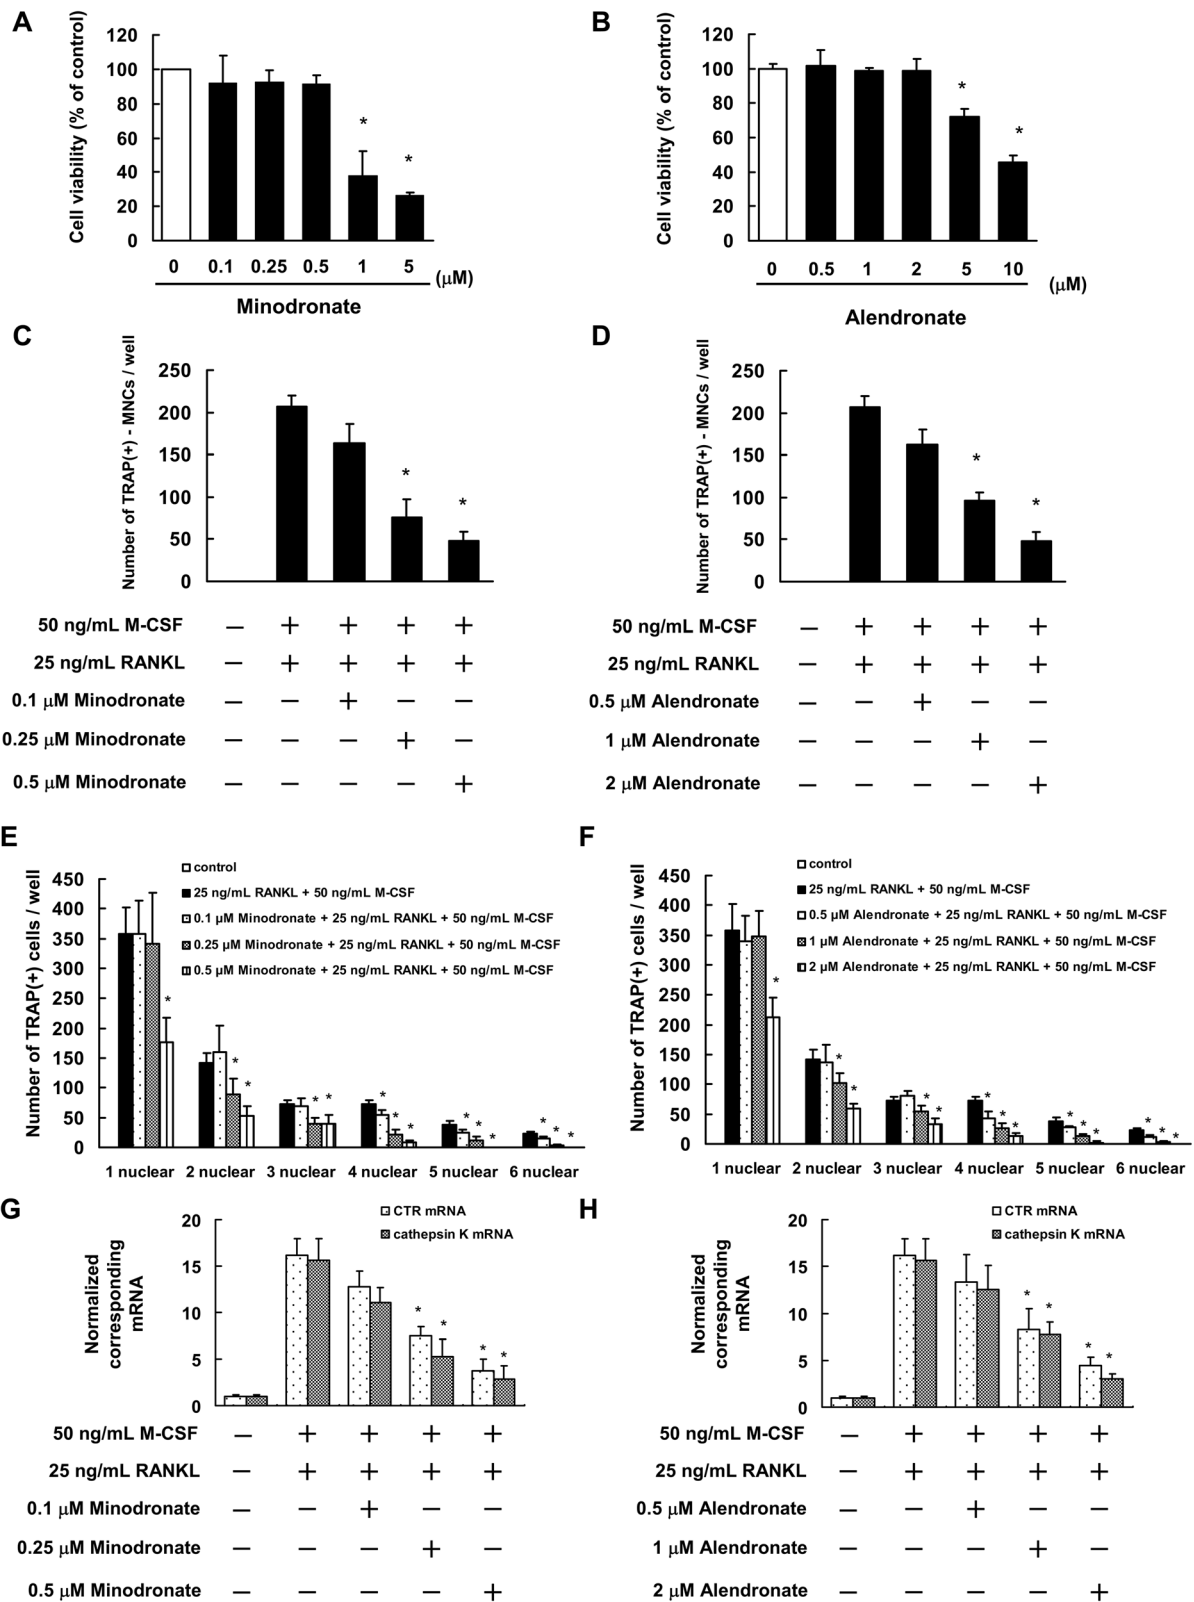 A
Cell viability (% of control)
120
100
80
60
40
20
0
* *
0 0.1 0.25 0.5 1 5
(μM)
Minodronate
B
Cell viability (% of control)
120
100
80
60
40
20
0
* *
0 0.5 1 2 5 10
(μM)
Alendronate
C
Number of TRAP(+) - MNCs / well
250
200
150
100
50
0
* *
50 ng/mL M-CSF – + + + +
25 ng/mL RANKL – + + + +
0.1 μM Minodronate – – + – –
0.25 μM Minodronate – – – + –
0.5 μM Minodronate – – – – +
D
Number of TRAP(+) - MNCs / well
250
200
150
100
50
0
* *
50 ng/mL M-CSF – + + + +
25 ng/mL RANKL – + + + +
0.5 μM Alendronate – – + – –
1 μM Alendronate – – – + –
2 μM Alendronate – – – – +
E
Number of TRAP(+) cells / well
450
400
350
300
250
200
150
100
50
0
control
25 ng/mL RANKL + 50 ng/mL M-CSF
0.1 μM Minodronate + 25 ng/mL RANKL + 50 ng/mL M-CSF
0.25 μM Minodronate + 25 ng/mL RANKL + 50 ng/mL M-CSF
0.5 μM Minodronate + 25 ng/mL RANKL + 50 ng/mL M-CSF
* * * * * * * * * * * * * *
1 nuclear 2 nuclear 3 nuclear 4 nuclear 5 nuclear 6 nuclear
F
Number of TRAP(+) cells / well
450
400
350
300
250
200
150
100
50
0
control
25 ng/mL RANKL + 50 ng/mL M-CSF
0.5 μM Alendronate + 25 ng/mL RANKL + 50 ng/mL M-CSF
1 μM Alendronate + 25 ng/mL RANKL + 50 ng/mL M-CSF
2 μM Alendronate + 25 ng/mL RANKL + 50 ng/mL M-CSF
* * * * * * * * * * * * * *
1 nuclear 2 nuclear 3 nuclear 4 nuclear 5 nuclear 6 nuclear
G
Normalized
corresponding
mRNA
20
15
10
5
0
CTR mRNA
cathepsin K mRNA
* * * *
50 ng/mL M-CSF – + + + +
25 ng/mL RANKL – + + + +
0.1 μM Minodronate – – + – –
0.25 μM Minodronate – – – + –
0.5 μM Minodronate – – – – +
H
Normalized
corresponding
mRNA
20
15
10
5
0
CTR mRNA
cathepsin K mRNA
* * * *
50 ng/mL M-CSF – + + + +
25 ng/mL RANKL – + + + +
0.5 μM Alendronate – – + – –
1 μM Alendronate – – – + –
2 μM Alendronate – – – – +